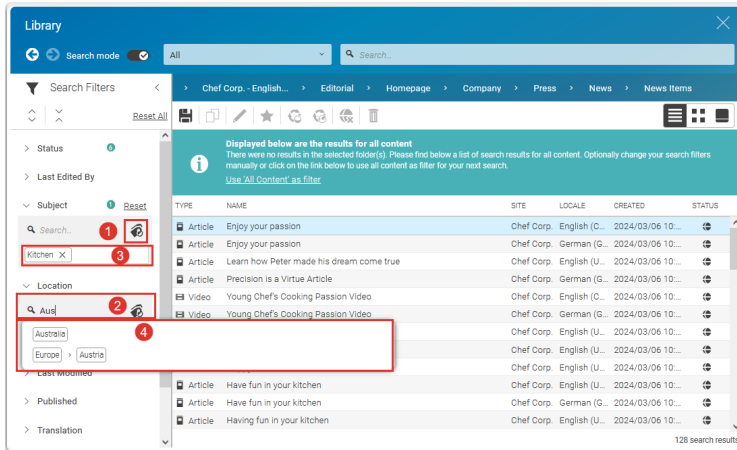 Library
Search mode
All
Search...
Search Filters
Chef Corp. - English... > Editorial > Homepage > Company > Press > News > News Items
Reset All
Displayed below are the results for all content
There were no results in the selected folder(s). Please find below a list of search results for all content. Optionally change your search filters
manually or click on the link below to use all content as filter for your next search.
Use 'All Content' as filter
Status 6
Last Edited By
Subject 1 Reset
Search... 1
Kitchen X 3
Location
Aus 2
Australia 4
Europe > Austria
Last Modified
Published
Translation
TYPE NAME SITE LOCALE CREATED STATUS
Article Enjoy your passion Chef Corp. English (C... 2024/03/06 10:...
Article Enjoy your passion Chef Corp. German (G... 2024/03/06 10:...
Article Learn how Peter made his dream come true Chef Corp. English (U... 2024/03/06 10:...
Article Precision is a Virtue Article Chef Corp. German (G... 2024/03/06 10:...
Video Young Chef's Cooking Passion Video Chef Corp. English (C... 2024/03/06 10:...
Video Young Chef's Cooking Passion Video Chef Corp. German (G... 2024/03/06 10:...
Chef Corp. English (U... 2024/03/06 10:...
Chef Corp. German (G... 2024/03/06 10:...
Chef Corp. English (U... 2024/03/06 10:...
Article Have fun in your kitchen Chef Corp. English (U... 2024/03/06 10:...
Article Have fun in your kitchen Chef Corp. German (G... 2024/03/06 10:...
Article Having fun in your kitchen Chef Corp. English (U... 2024/03/06 10:...
128 search results